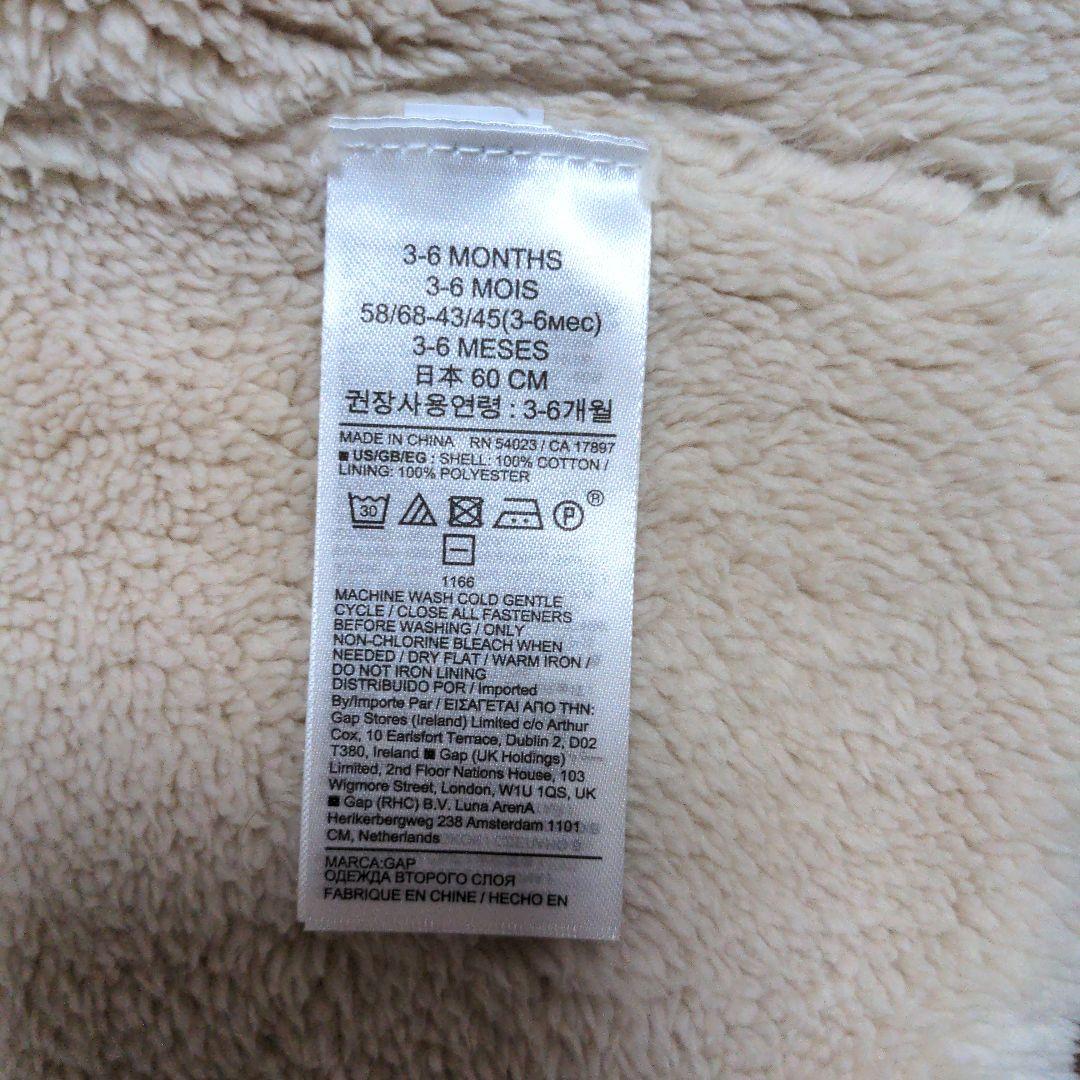 3-6 MONTHS
3-6 MOIS
58/68-43/45(3-6мес)
3-6 MESES
日本 60 CM
권장사용연령 : 3-6개월
MADE IN CHINA RN 54023 / CA 17897
■ US/GB/EG : SHELL: 100% COTTON /
LINING: 100% POLYESTER
30
P
®
1166
MACHINE WASH COLD GENTLE
CYCLE / CLOSE ALL FASTENERS
BEFORE WASHING / ONLY
NON-CHLORINE BLEACH WHEN
NEEDED / DRY FLAT / WARM IRON /
DO NOT IRON LINING
DISTRIBUIDO POR / Imported
By/Importe Par / ΕΙΣΑΓΕΤΑΙ ΑΠΟ ΤΗΝ:
Gap Stores (Ireland) Limited c/o Arthur
Cox, 10 Earlsfort Terrace, Dublin 2, D02
T380, Ireland ■ Gap (UK Holdings)
Limited, 2nd Floor Nations House, 103
Wigmore Street, London, W1U 1QS, UK
■ Gap (RHC) B.V. Luna ArenA
Herikerbergweg 238 Amsterdam 1101
CM, Netherlands
MARCA:GAP
ОДЕЖДА ВТОРОГО СЛОЯ
FABRIQUE EN CHINE / HECHO EN